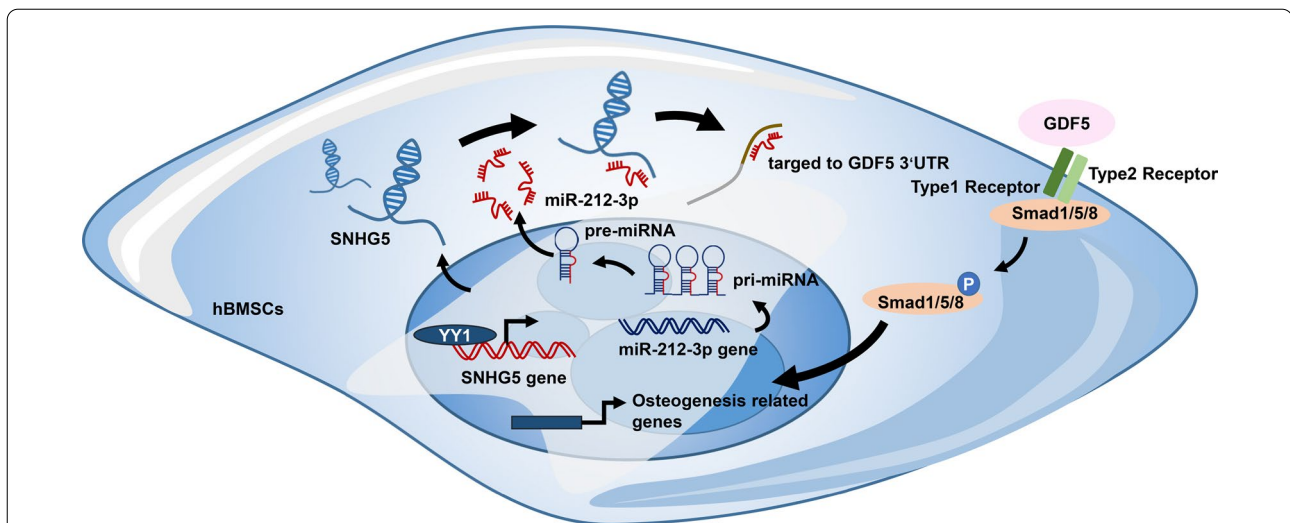 GDF5
targed to GDF5 3'UTR
Type1 Receptor
Type2 Receptor
miR-212-3p
Smad1/5/8
SNHG5
pre-miRNA
pri-miRNA
P
Smad1/5/8
hBMSCs
YY1
miR-212-3p gene
SNHG5 gene
Osteogenesis related
genes